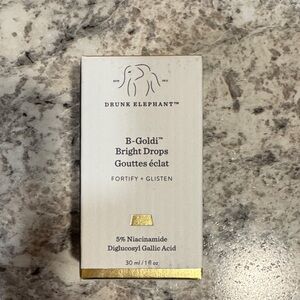 DRUNK ELEPHANT™
B-Goldi™
Bright Drops
Gouttes éclat
FORTIFY + GLISTEN
5% Niacinamide
Diglucosyl Gallic Acid
30 ml / 1 fl oz